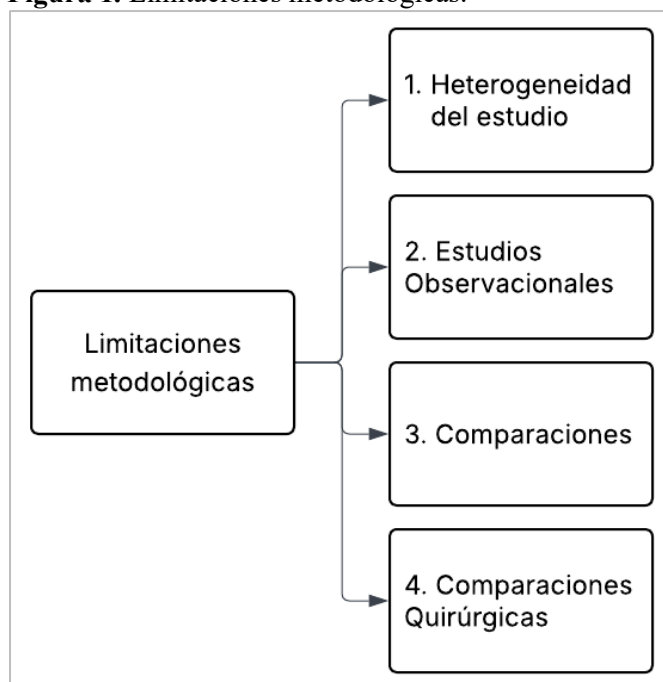 Figura 1. Limitaciones metodológicas.
1. Heterogeneidad
del estudio
2. Estudios
Observacionales
Limitaciones
metodológicas
3. Comparaciones
4. Comparaciones
Quirúrgicas